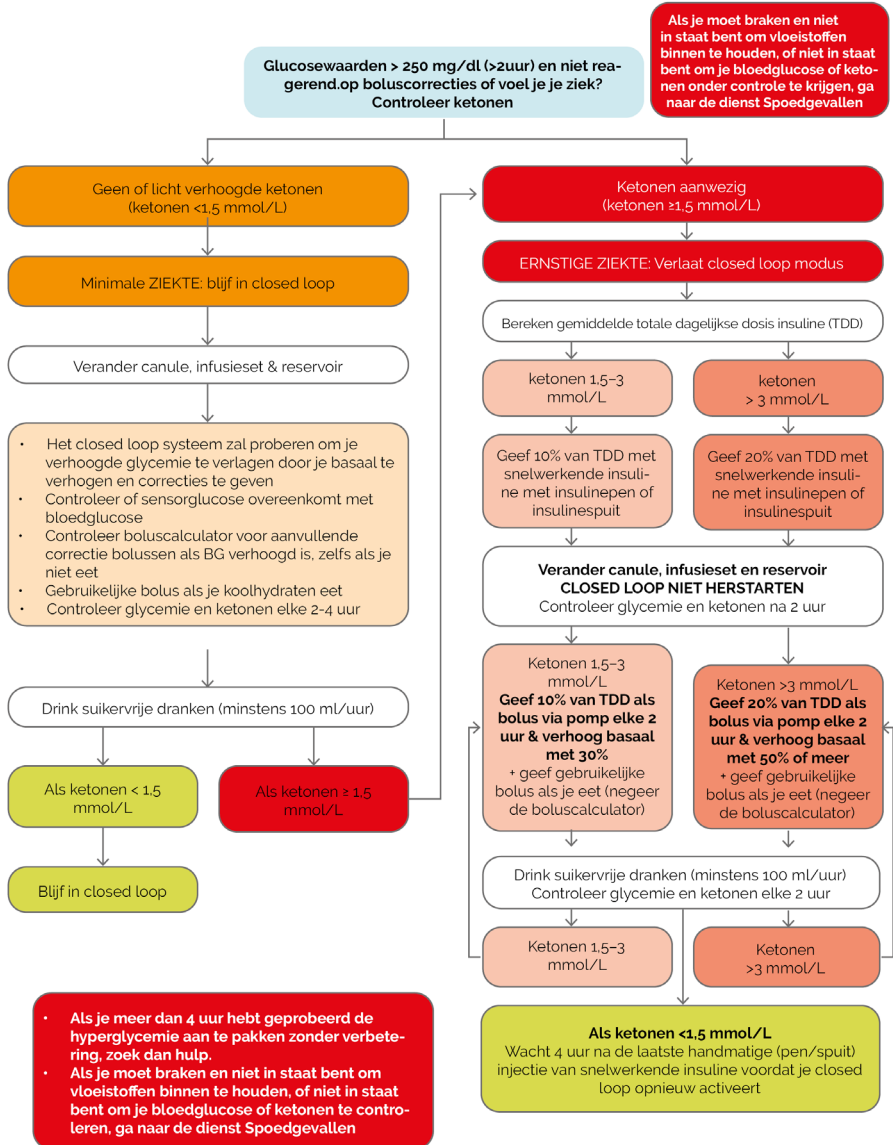 Als je moet braken en niet
in staat bent om vloeistoffen
binnen te houden, of niet in staat
bent om je bloedglucose of keto-
nen onder controle te krijgen, ga
naar de dienst Spoedgevallen
Glucosewaarden > 250 mg/dl (>2uur) en niet rea-
gerend.op boluscorrecties of voel je je ziek?
Controleer ketonen
Geen of licht verhoogde ketonen
(ketonen <1,5 mmol/L)
Minimale ZIEKTE: blijf in closed loop
Verander canule, infusieset & reservoir
• Het closed loop systeem zal proberen om je
verhoogde glycemie te verlagen door je basaal te
verhogen en correcties te geven
• Controleer of sensorglucose overeenkomt met
bloedglucose
• Controleer boluscalculator voor aanvullende
correctie bolussen als BG verhoogd is, zelfs als je
niet eet
• Gebruikelijke bolus als je koolhydraten eet
• Controleer glycemie en ketonen elke 2-4 uur
Drink suikervrije dranken (minstens 100 ml/uur)
Als ketonen < 1,5
mmol/L
Als ketonen ≥ 1,5
mmol/L
Blijf in closed loop
Ketonen aanwezig
(ketonen ≥1,5 mmol/L)
ERNSTIGE ZIEKTE: Verlaat closed loop modus
Bereken gemiddelde totale dagelijkse dosis insuline (TDD)
ketonen 1,5–3
mmol/L
ketonen
> 3 mmol/L
Geef 10% van TDD met
snelwerkende insuli-
ne met insulinepen of
insulinespuit
Geef 20% van TDD met
snelwerkende insuli-
ne met insulinepen of
insulinespuit
Verander canule, infusieset en reservoir
CLOSED LOOP NIET HERSTARTEN
Controleer glycemie en ketonen na 2 uur
Ketonen 1,5–3
mmol/L
Geef 10% van TDD als
bolus via pomp elke 2
uur & verhoog basaal
met 30%
+ geef gebruikelijke
bolus als je eet (negeer
de boluscalculator)
Ketonen >3 mmol/L
Geef 20% van TDD als
bolus via pomp elke 2
uur & verhoog basaal
met 50% of meer
+ geef gebruikelijke
bolus als je eet (negeer
de boluscalculator)
Drink suikervrije dranken (minstens 100 ml/uur)
Controleer glycemie en ketonen elke 2 uur
Ketonen 1,5–3
mmol/L
Ketonen
>3 mmol/L
Als ketonen <1,5 mmol/L
Wacht 4 uur na de laatste handmatige (pen/spuit)
injectie van snelwerkende insuline voordat je closed
loop opnieuw activeert
• Als je meer dan 4 uur hebt geprobeerd de
hyperglycemie aan te pakken zonder verbete-
ring, zoek dan hulp.
• Als je moet braken en niet in staat bent om
vloeistoffen binnen te houden, of niet in staat
bent om je bloedglucose of ketonen te contro-
leren, ga naar de dienst Spoedgevallen